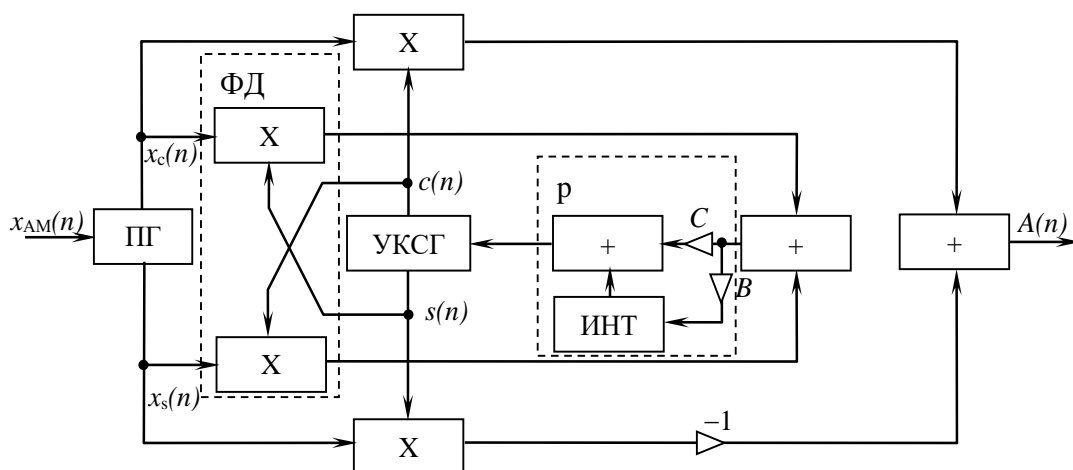 X
ФД
X
x_c(n)
c(n)
p
x_AM(n)
ПГ
УКСГ
+
C
+
+
A(n)
B
s(n)
ИНТ
X
x_s(n)
–1
X